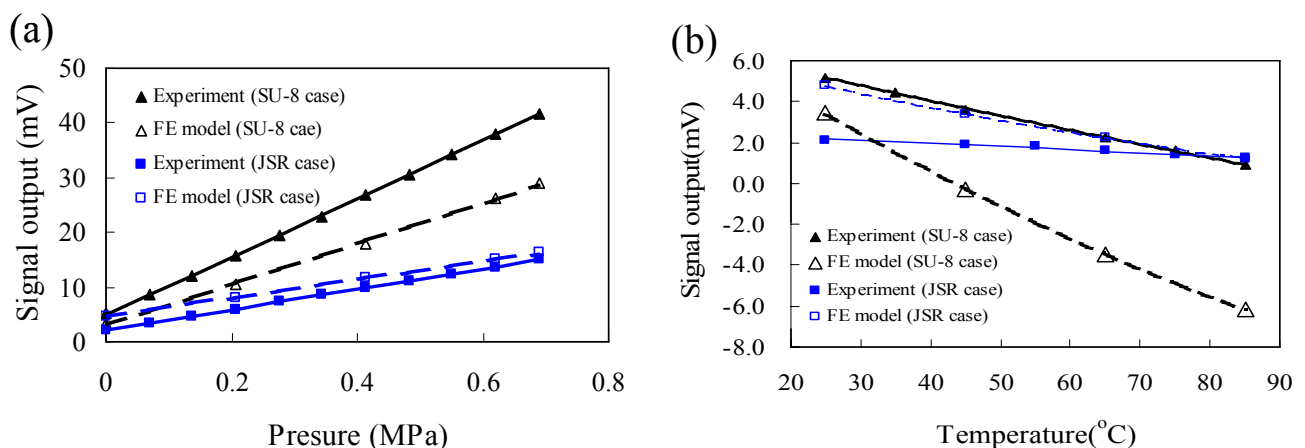 (a)
Signal output (mV)
50
40
30
20
10
0
Experiment (SU-8 case)
FE model (SU-8 cae)
Experiment (JSR case)
FE model (JSR case)
0 0.2 0.4 0.6 0.8
Presure (MPa)
(b)
Signal output(mV)
6.0
4.0
2.0
0.0
-2.0
-4.0
-6.0
-8.0
Experiment (SU-8 case)
FE model (SU-8 case)
Experiment (JSR case)
FE model (JSR case)
20 30 40 50 60 70 80 90
Temperature(°C)